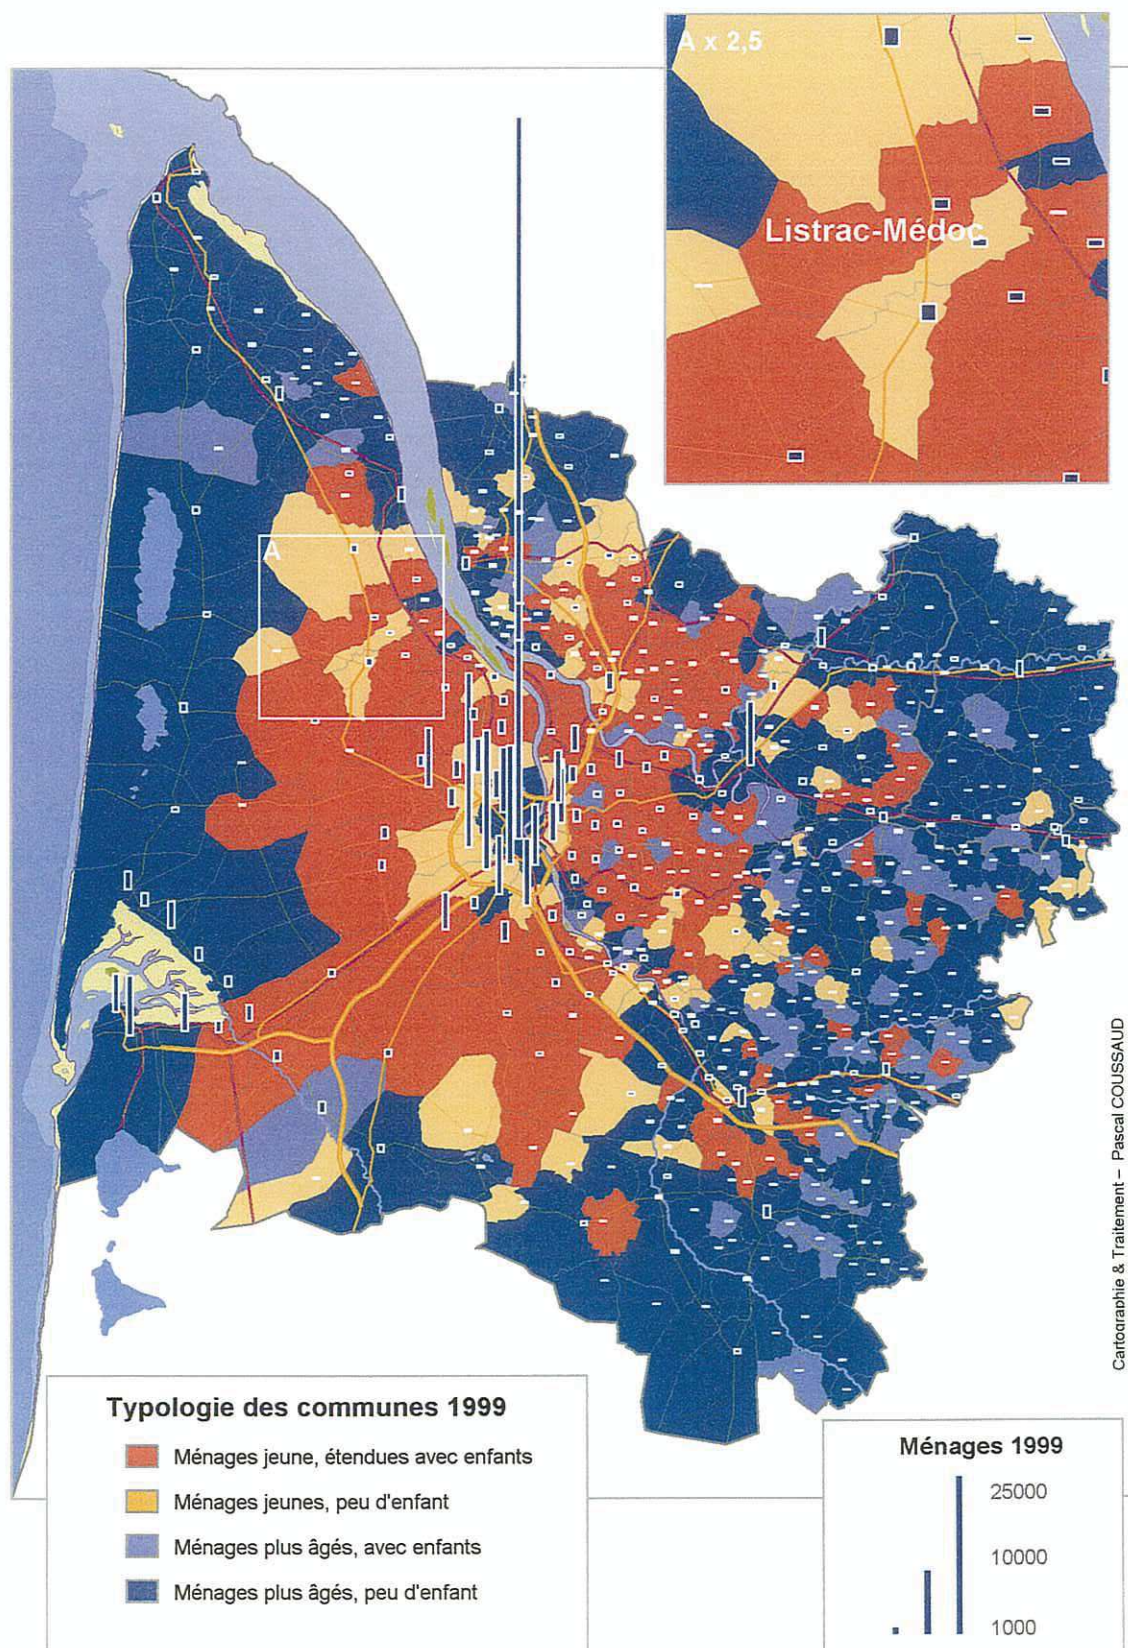 A x 2,5
Listrac-Médoc
A
Cartographie & Traitement – Pascal COUSSAUD
Typologie des communes 1999
Ménages jeune, étendues avec enfants
Ménages jeunes, peu d'enfant
Ménages plus âgés, avec enfants
Ménages plus âgés, peu d'enfant
Ménages 1999
25000
10000
1000